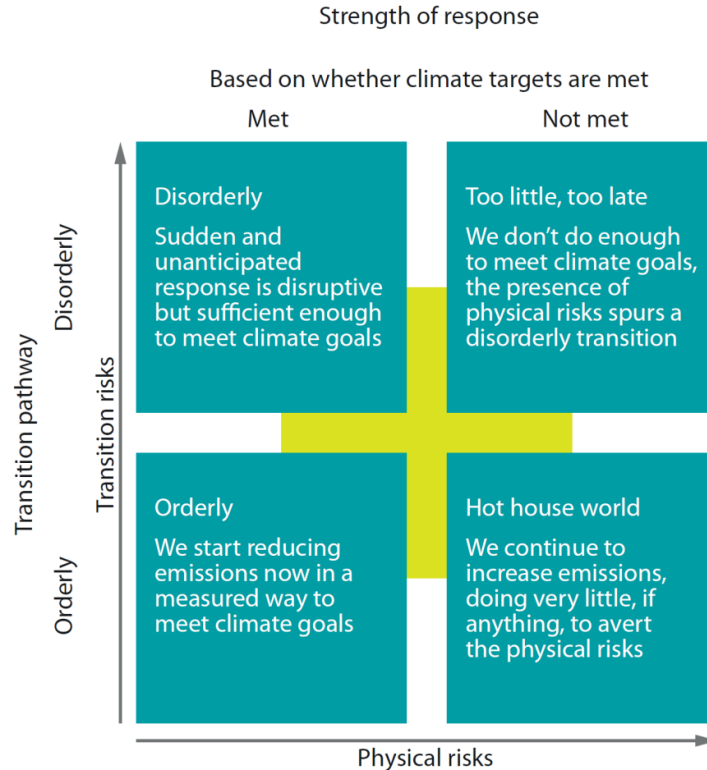 Strength of response
Based on whether climate targets are met
Met
Not met
Transition pathway
Disorderly
Orderly
Transition risks
Disorderly
Sudden and
unanticipated
response is disruptive
but sufficient enough
to meet climate goals
Too little, too late
We don’t do enough
to meet climate goals,
the presence of
physical risks spurs a
disorderly transition
Orderly
We start reducing
emissions now in a
measured way to
meet climate goals
Hot house world
We continue to
increase emissions,
doing very little, if
anything, to avert
the physical risks
Physical risks